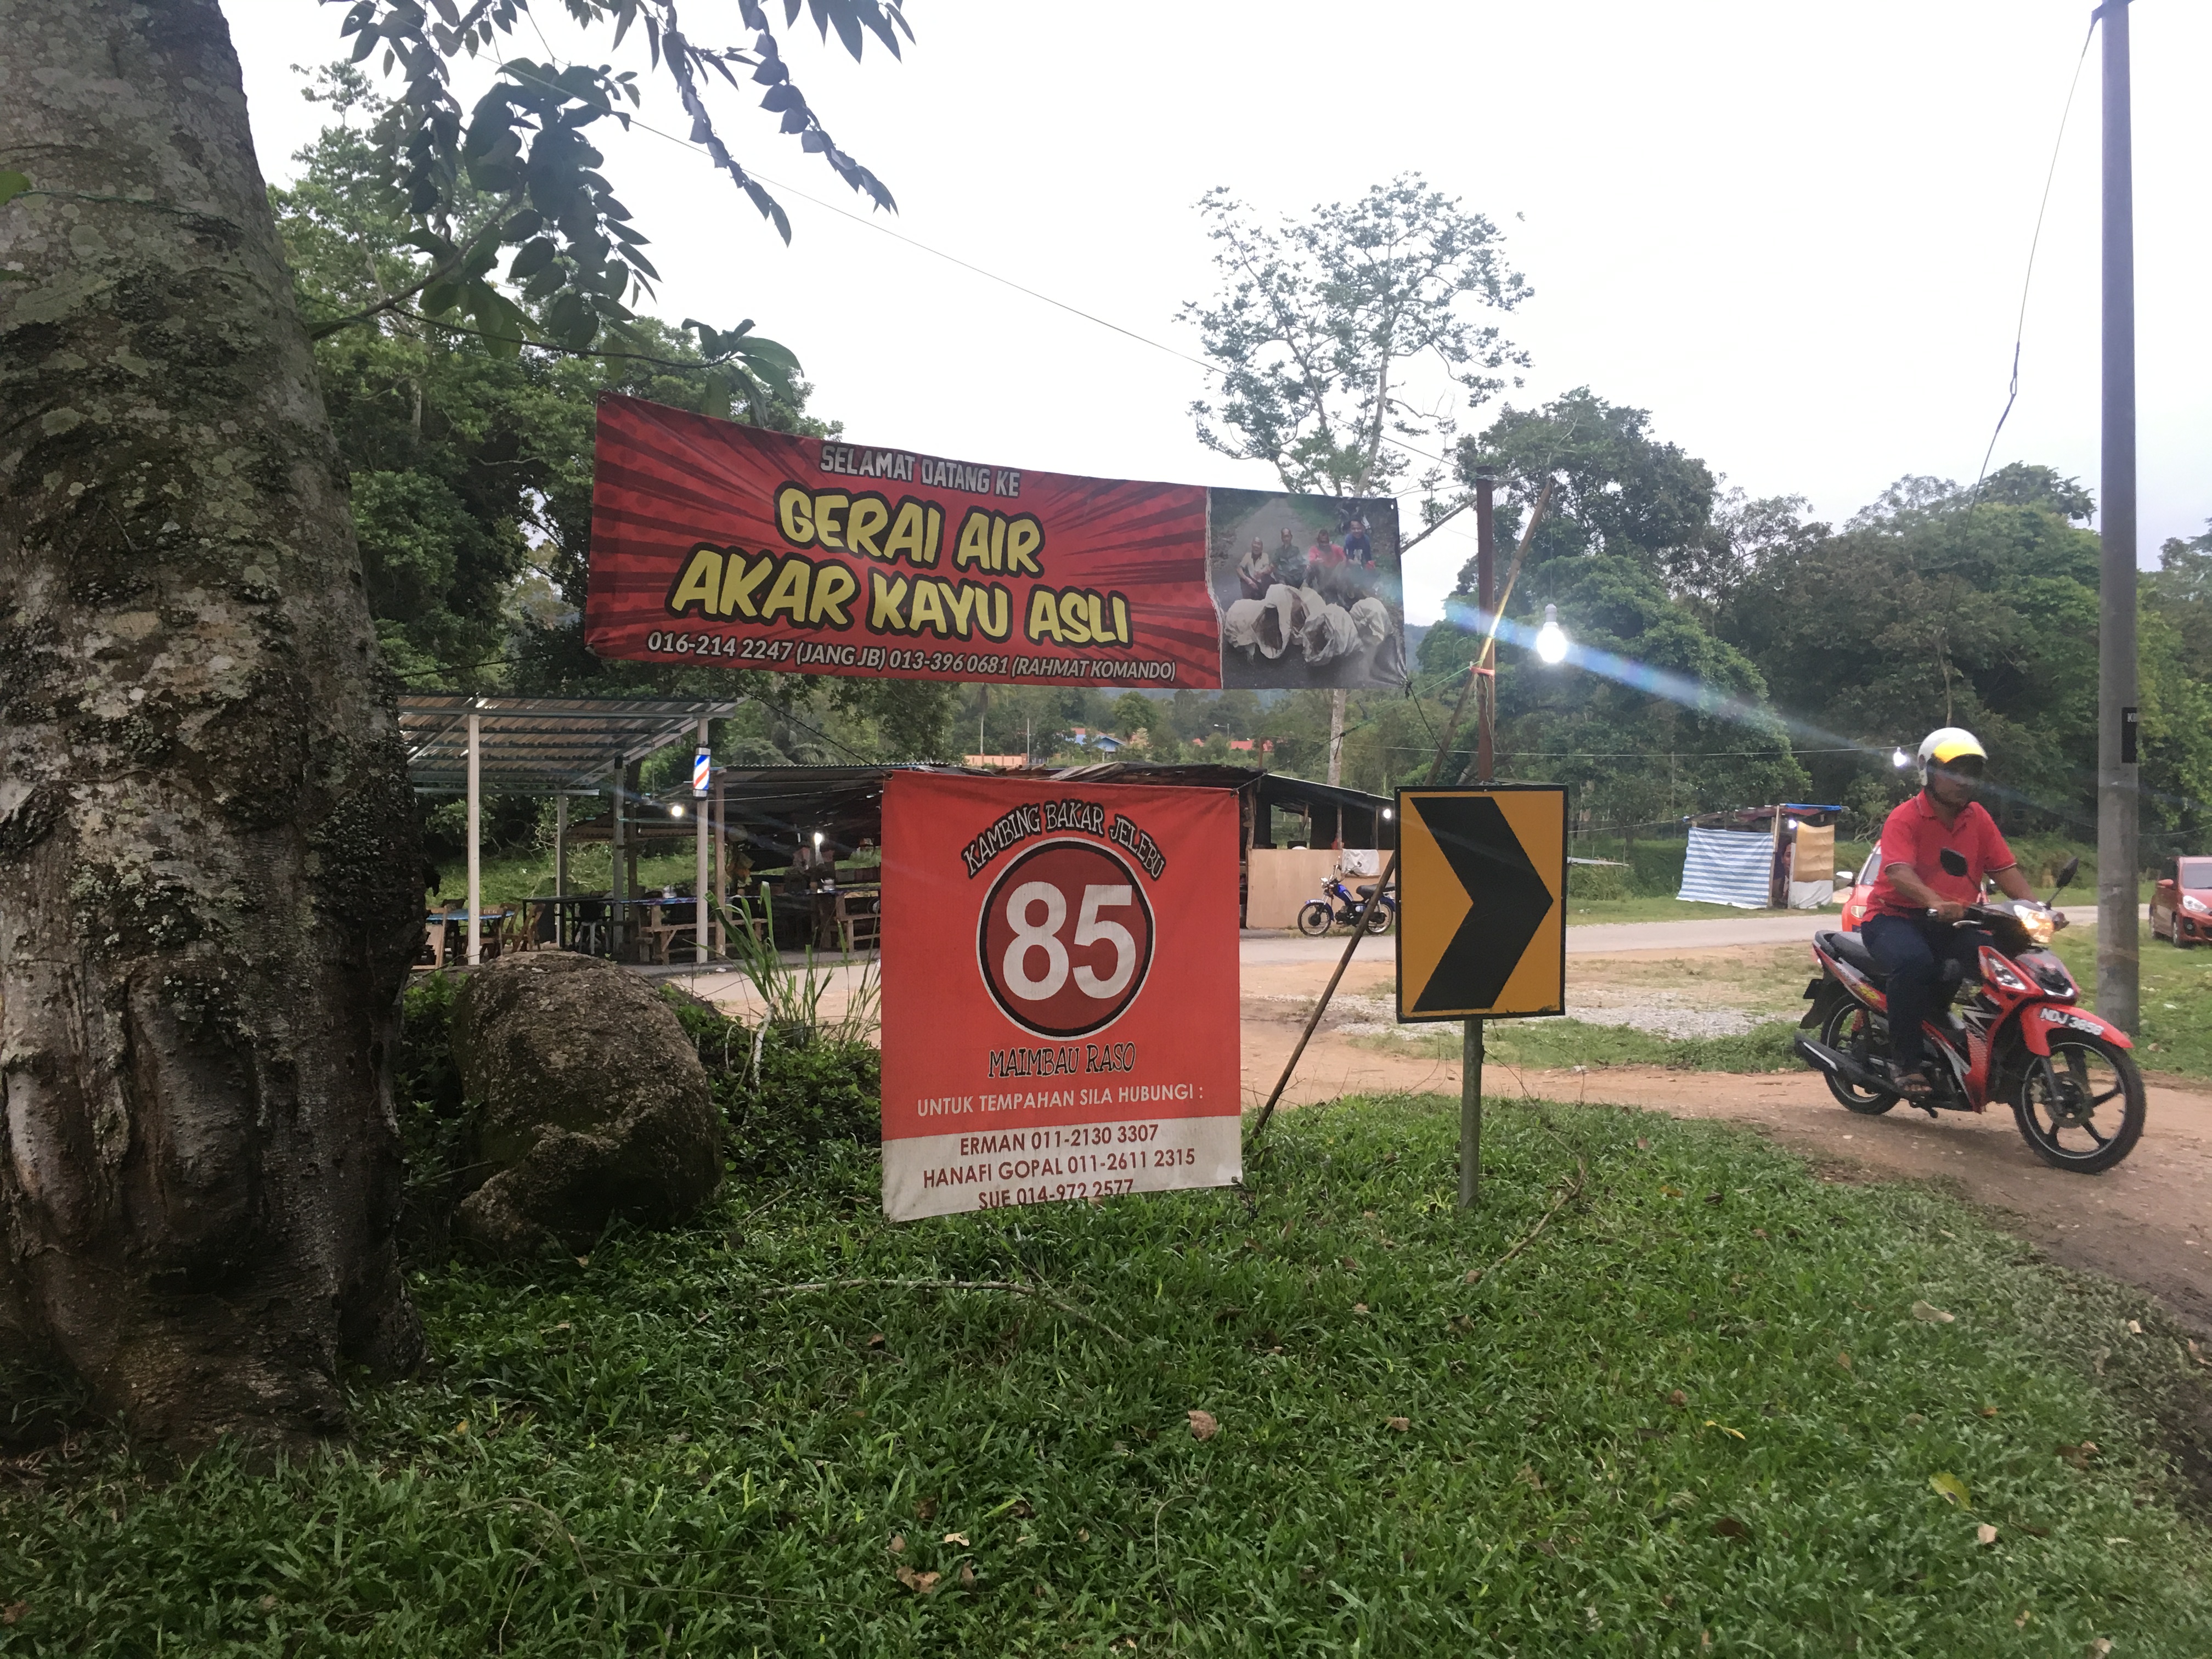 SELAMAT DATANG KE
GERAI AIR
AKAR KAYU ASLI
016-214 2247 (JANG JB) 013-396 0681 (RAHMAT KOMANDO)
KAMBING BAKAR JELEBU
85
MAIMBAU RASO
UNTUK TEMPAHAN SILA HUBUNGI :
ERMAN 011-2130 3307
HANAFI GOPAL 011-2611 2315
SUE 014-972 2577